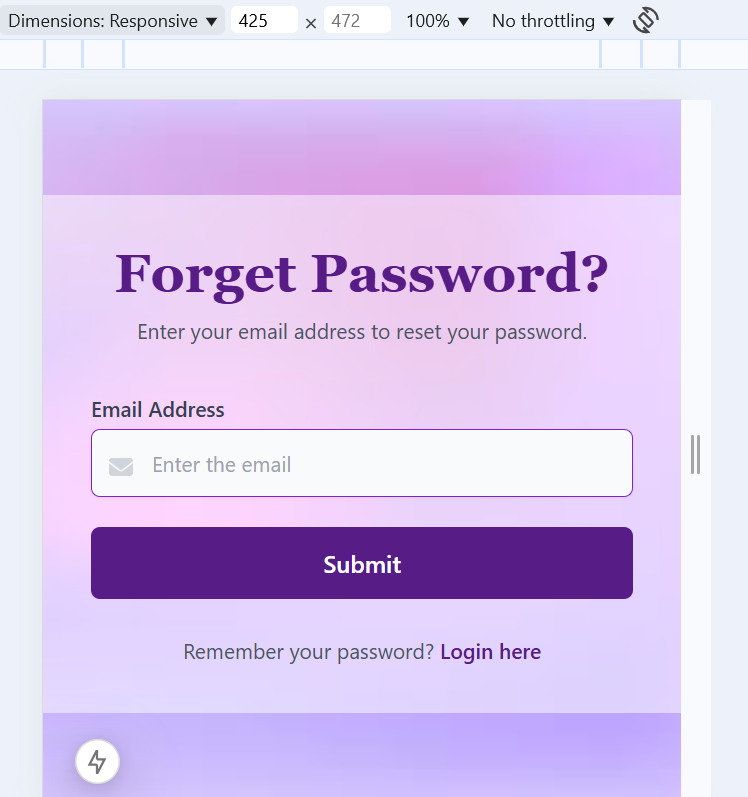 Dimensions: Responsive ▼ 425 × 472 100% ▼ No throttling ▼
Forget Password?
Enter your email address to reset your password.
Email Address
Enter the email
Submit
Remember your password? Login here